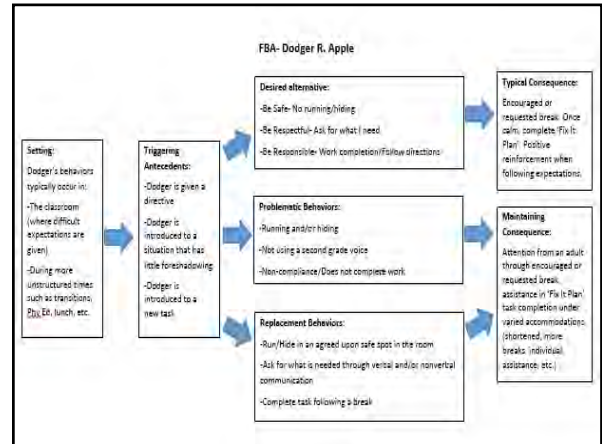 FBA- Dodger R. Apple
Setting:
Dodger's behaviors
typically occur in:
-The classroom
(where difficult
expectations are
given)
-During more
unstructured times
such as transitions,
Phy Ed, lunch, etc.
Triggering
Antecedents:
-Dodger is given a
directive
-Dodger is
introduced to a
situation that has
little foreshadowing
-Dodger is
introduced to a
new task
Desired alternative:
-Be Safe- No running/hiding
-Be Respectful- Ask for what I need
-Be Responsible- Work completion/Follow directions
Problematic Behaviors:
-Running and/or hiding
-Not using a second grade voice
-Non-compliance/Does not complete work
Replacement Behaviors:
-Run/Hide in an agreed upon safe spot in the room
-Ask for what is needed through verbal and/or nonverbal
communication
-Complete task following a break
Typical Consequence:
Encouraged or
requested break. Once
calm, complete 'Fix It
Plan' Positive
reinforcement when
following expectations.
Maintaining
Consequence:
Attention from an adult
through encouraged or
requested break,
assistance in 'Fix It Plan'
task completion under
varied accommodations
(shortened, more
breaks, individual
assistance, etc.)